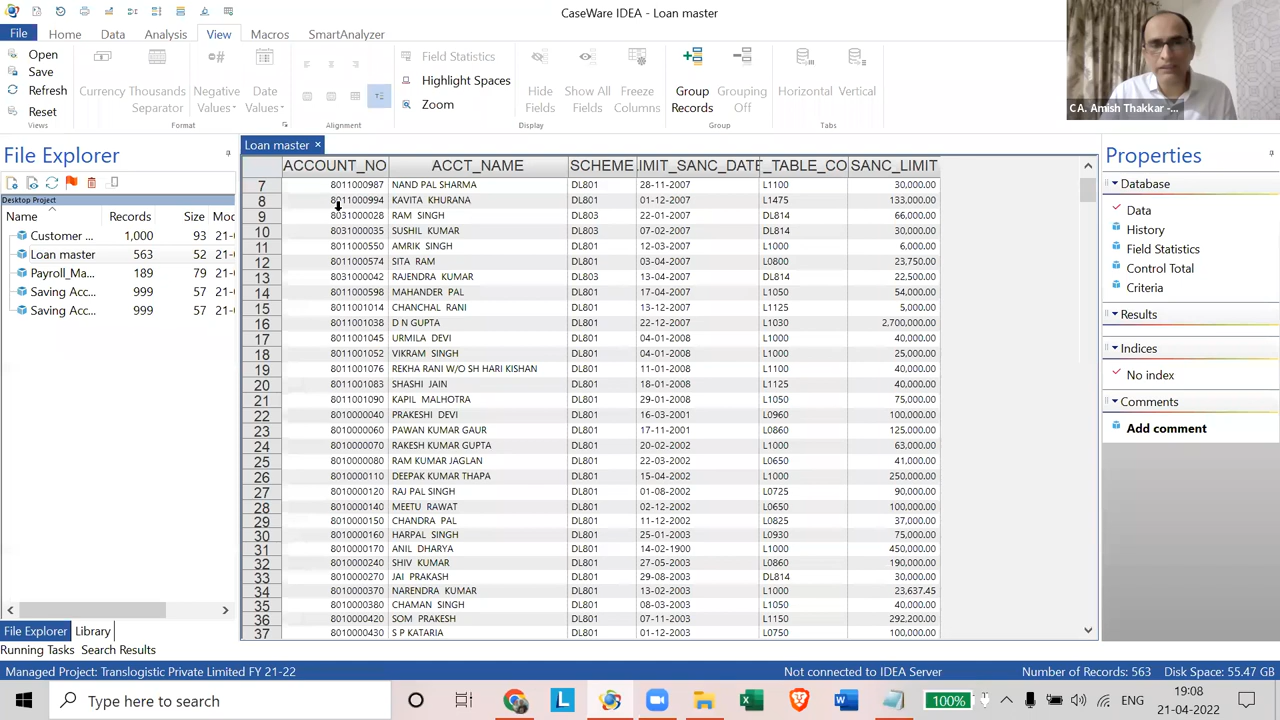 CaseWare IDEA - Loan master
File Home Data Analysis View Macros SmartAnalyzer
Open
Save
Refresh
Reset
Views
Currency Thousands Separator Negative Values Date Values
Format
Alignment
Field Statistics
Highlight Spaces
Zoom
Hide Fields Show All Fields Freeze Columns
Display
Group Records Grouping Off
Group
Horizontal Vertical
Tabs
CA. Amish Thakkar -...
File Explorer
Desktop Project
Name Records Size Mo
Customer ... 1,000 93 21-
Loan master 563 52 21-
Payroll_Ma... 189 79 21-
Saving Acc... 999 57 21-
Saving Acc... 999 57 21-
File Explorer Library
Running Tasks Search Results
Loan master ×
ACCOUNT_NO ACCT_NAME SCHEME IMIT_SANC_DATE _TABLE_CO SANC_LIMIT
7 8011000987 NAND PAL SHARMA DL801 28-11-2007 L1100 30,000.00
8 8011000994 KAVITA KHURANA DL801 01-12-2007 L1475 133,000.00
9 8031000028 RAM SINGH DL803 22-01-2007 DL814 66,000.00
10 8031000035 SUSHIL KUMAR DL803 07-02-2007 DL814 30,000.00
11 8011000550 AMRIK SINGH DL801 12-03-2007 L1000 6,000.00
12 8011000574 SITA RAM DL801 03-04-2007 L0800 23,750.00
13 8031000042 RAJENDRA KUMAR DL803 13-04-2007 DL814 22,500.00
14 8011000598 MAHANDER PAL DL801 17-04-2007 L1050 54,000.00
15 8011001014 CHANCHAL RANI DL801 13-12-2007 L1125 5,000.00
16 8011001038 D N GUPTA DL801 22-12-2007 L1030 2,700,000.00
17 8011001045 URMILA DEVI DL801 04-01-2008 L1000 40,000.00
18 8011001052 VIKRAM SINGH DL801 04-01-2008 L1000 25,000.00
19 8011001076 REKHA RANI W/O SH HARI KISHAN DL801 11-01-2008 L1100 40,000.00
20 8011001083 SHASHI JAIN DL801 18-01-2008 L1125 40,000.00
21 8011001090 KAPIL MALHOTRA DL801 29-01-2008 L1050 75,000.00
22 8010000040 PRAKESHI DEVI DL801 16-03-2001 L0960 100,000.00
23 8010000060 PAWAN KUMAR GAUR DL801 17-11-2001 L0860 125,000.00
24 8010000070 RAKESH KUMAR GUPTA DL801 20-02-2002 L1000 63,000.00
25 8010000080 RAM KUMAR JAGLAN DL801 22-03-2002 L0650 41,000.00
26 8010000110 DEEPAK KUMAR THAPA DL801 15-04-2002 L1000 250,000.00
27 8010000120 RAJ PAL SINGH DL801 01-08-2002 L0725 90,000.00
28 8010000140 MEETU RAWAT DL801 02-12-2002 L0650 100,000.00
29 8010000150 CHANDRA PAL DL801 11-12-2002 L0825 37,000.00
30 8010000160 HARPAL SINGH DL801 25-01-2003 L0930 75,000.00
31 8010000170 ANIL DHARYA DL801 14-02-1900 L1000 450,000.00
32 8010000240 SHIV KUMAR DL801 27-05-2003 L0860 190,000.00
33 8010000270 JAI PRAKASH DL801 29-08-2003 DL814 30,000.00
34 8010000370 NARENDRA KUMAR DL801 13-02-2003 L1000 23,637.45
35 8010000380 CHAMAN SINGH DL801 08-03-2003 L1050 40,000.00
36 8010000420 SOM PRAKESH DL801 07-11-2003 L1150 292,200.00
37 8010000430 S P KATARIA DL801 01-12-2003 L0750 100,000.00
Properties
Database
Data
History
Field Statistics
Control Total
Criteria
Results
Indices
No index
Comments
Add comment
Managed Project: Translogistic Private Limited FY 21-22 Not connected to IDEA Server Number of Records: 563 Disk Space: 55.47 GB
Type here to search
100% ENG 19:08
21-04-2022